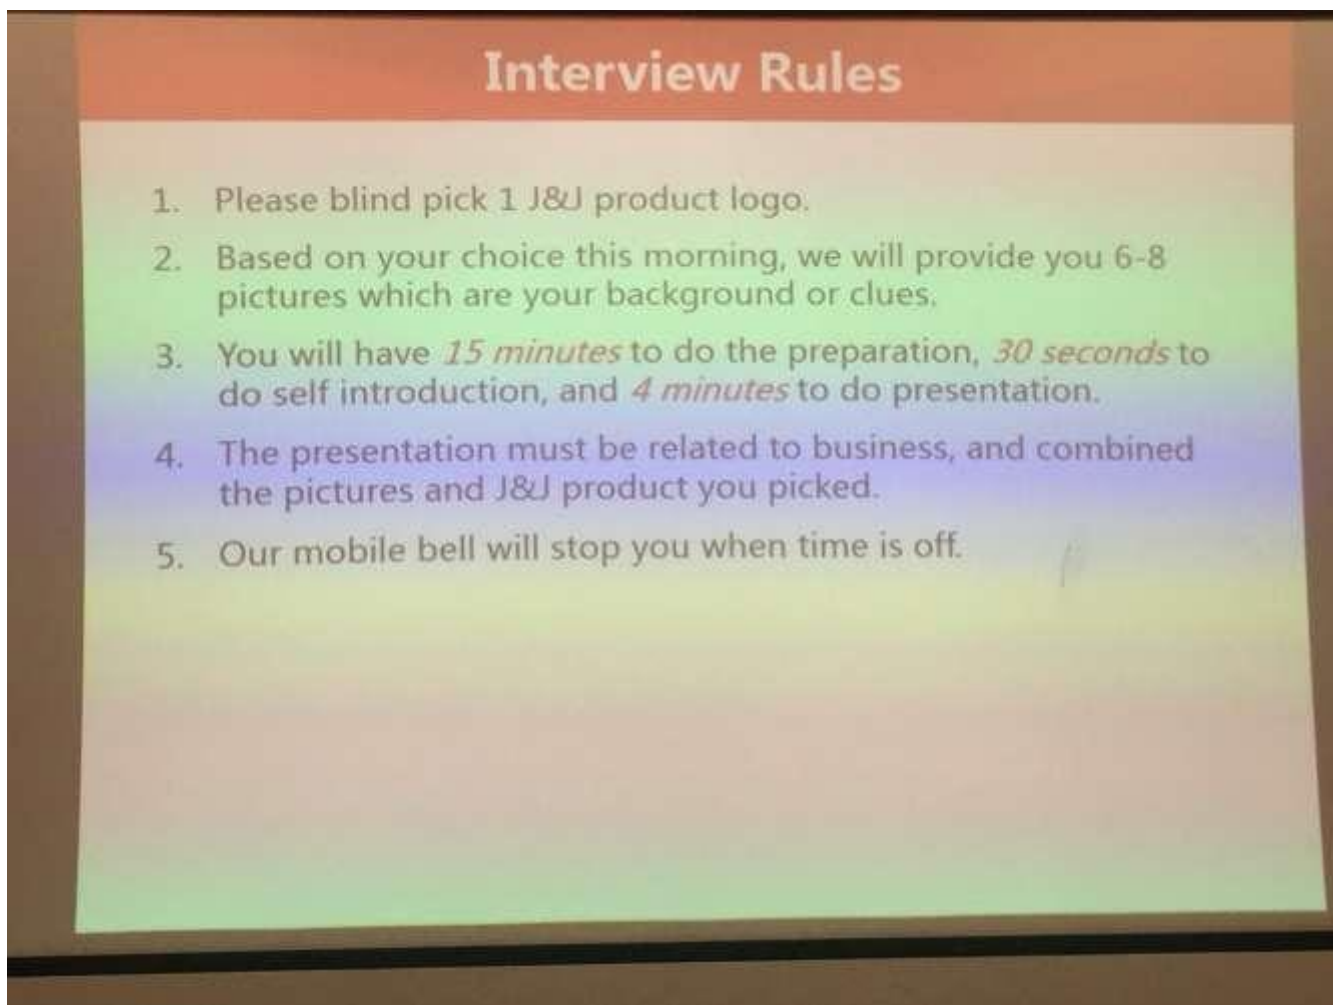 Interview Rules
1. Please blind pick 1 J&J product logo.
2. Based on your choice this morning, we will provide you 6-8
pictures which are your background or clues.
3. You will have 15 minutes to do the preparation, 30 seconds to
do self introduction, and 4 minutes to do presentation.
4. The presentation must be related to business, and combined
the pictures and J&J product you picked.
5. Our mobile bell will stop you when time is off.